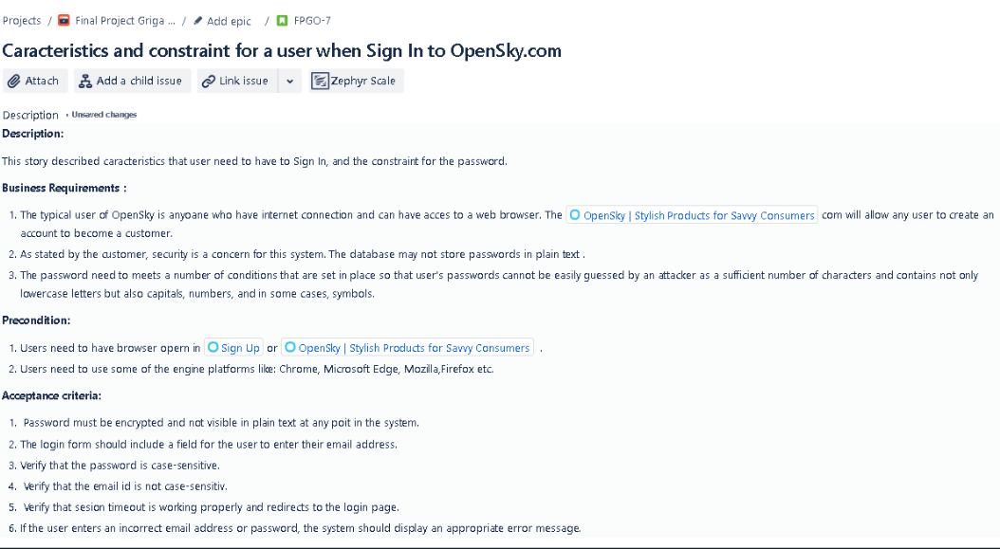 Projects / Final Project Griga ... / Add epic / FPGO-7
Caracteristics and constraint for a user when Sign In to OpenSky.com
Attach Add a child issue Link issue Zephyr Scale
Description • Unsaved changes
Description:
This story described caracteristics that user need to have to Sign In, and the constraint for the password.
Business Requirements :
1. The typical user of OpenSky is anyoane who have internet connection and can have acces to a web browser. The OpenSky | Stylish Products for Savvy Consumers com will allow any user to create an
account to become a customer.
2. As stated by the customer, security is a concern for this system. The database may not store passwords in plain text .
3. The password need to meets a number of conditions that are set in place so that user's passwords cannot be easily guessed by an attacker as a sufficient number of characters and contains not only
lowercase letters but also capitals, numbers, and in some cases, symbols.
Precondition:
1. Users need to have browser opern in Sign Up or OpenSky | Stylish Products for Savvy Consumers .
2. Users need to use some of the engine platforms like: Chrome, Microsoft Edge, Mozilla,Firefox etc.
Acceptance criteria:
1. Password must be encrypted and not visible in plain text at any poit in the system.
2. The login form should include a field for the user to enter their email address.
3. Verify that the password is case-sensitive.
4. Verify that the email id is not case-sensitiv.
5. Verify that sesion timeout is working properly and redirects to the login page.
6. If the user enters an incorrect email address or password, the system should display an appropriate error message.